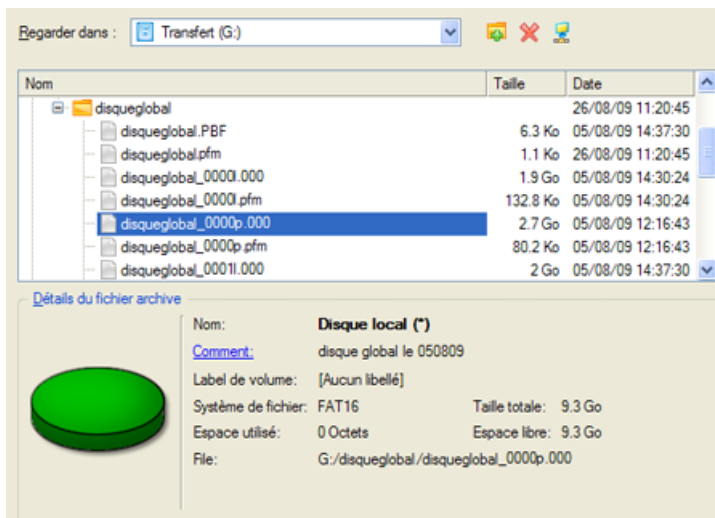 Regarder dans : Transfert (G:)
Nom Taille Date
disqueglobal 26/08/09 11:20:45
disqueglobal.PBF 6.3 Ko 05/08/09 14:37:30
disqueglobal.pfm 1.1 Ko 26/08/09 11:20:45
disqueglobal_0000l.000 1.9 Go 05/08/09 14:30:24
disqueglobal_0000l.pfm 132.8 Ko 05/08/09 14:30:24
disqueglobal_0000p.000 2.7 Go 05/08/09 12:16:43
disqueglobal_0000p.pfm 80.2 Ko 05/08/09 12:16:43
disqueglobal_0001l.000 2 Go 05/08/09 14:37:30
Détails du fichier archive
Nom: Disque local (*)
Comment: disque global le 050809
Label de volume: [Aucun libellé]
Système de fichier: FAT16 Taille totale: 9.3 Go
Espace utilisé: 0 Octets Espace libre: 9.3 Go
File: G:/disqueglobal/disqueglobal_0000p.000